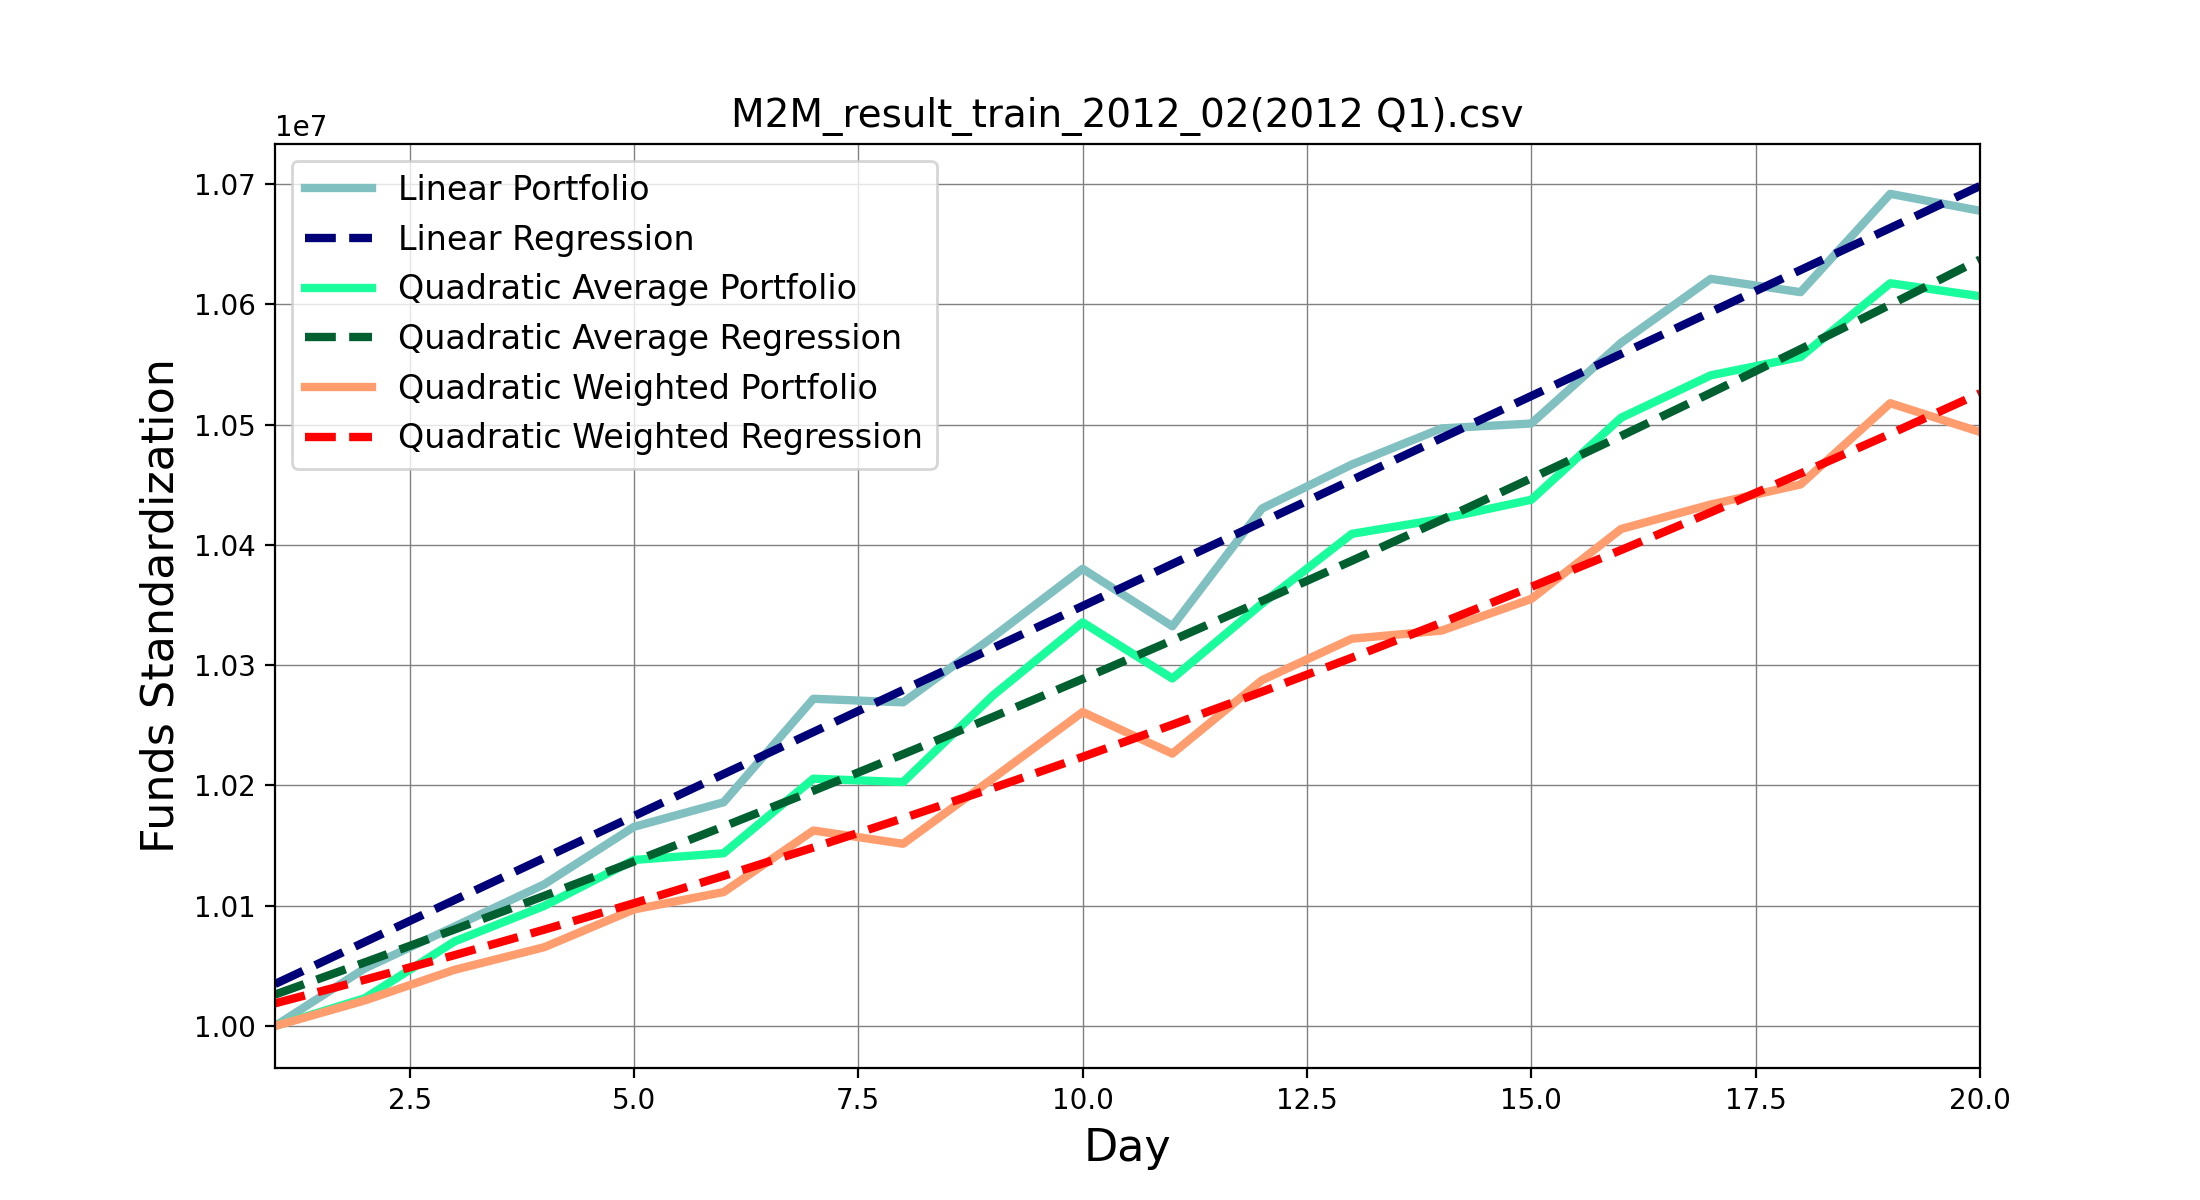 M2M_result_train_2012_02(2012 Q1).csv
1e7
Linear Portfolio
Linear Regression
Quadratic Average Portfolio
Quadratic Average Regression
Quadratic Weighted Portfolio
Quadratic Weighted Regression
Funds Standardization
1.07
1.06
1.05
1.04
1.03
1.02
1.01
1.00
2.5 5.0 7.5 10.0 12.5 15.0 17.5 20.0
Day